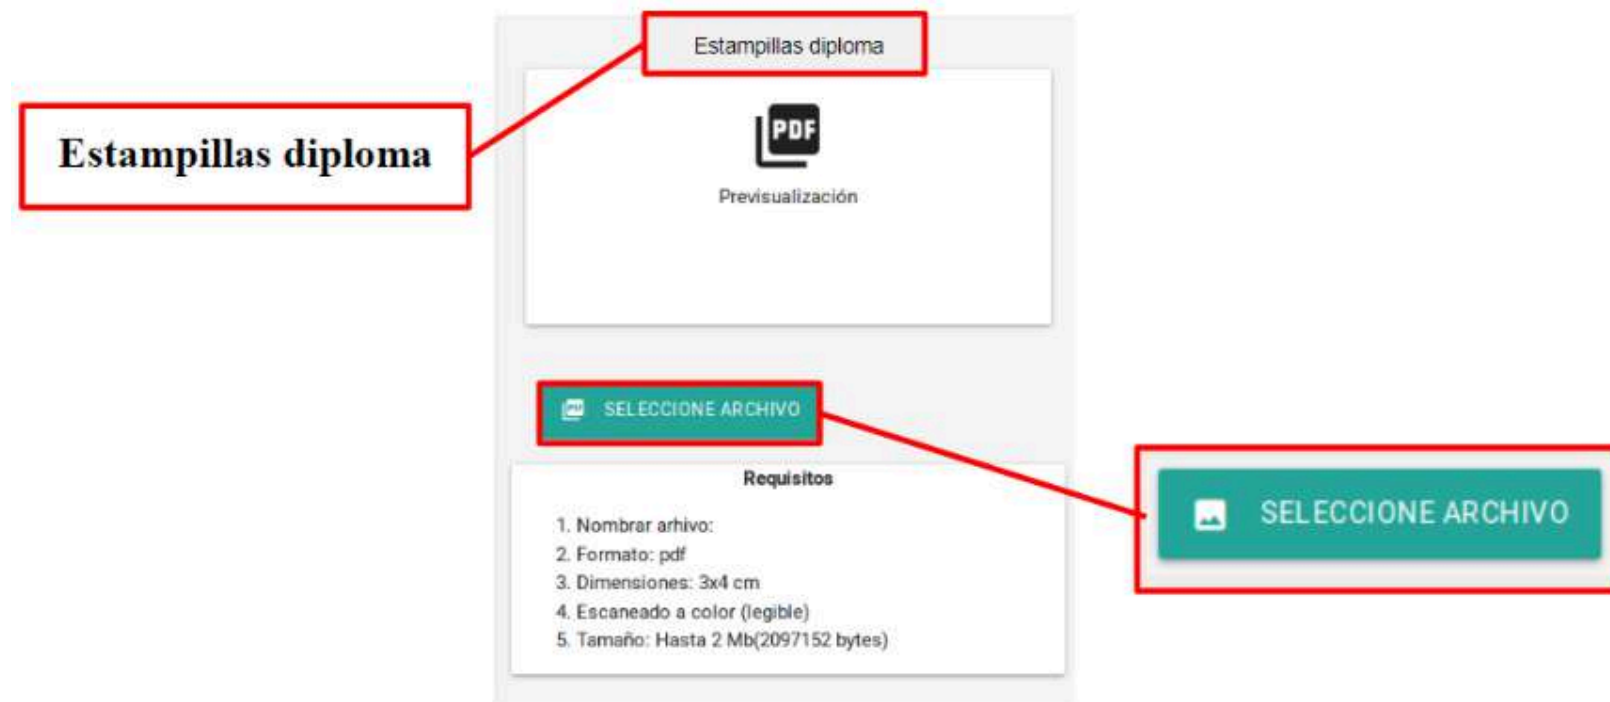 Estampillas diploma
Estampillas diploma
PDF
Previsualización
SELECCIONE ARCHIVO
SELECCIONE ARCHIVO
Requisitos
1. Nombrar arhivo:
2. Formato: pdf
3. Dimensiones: 3x4 cm
4. Escaneado a color (legible)
5. Tamaño: Hasta 2 Mb(2097152 bytes)